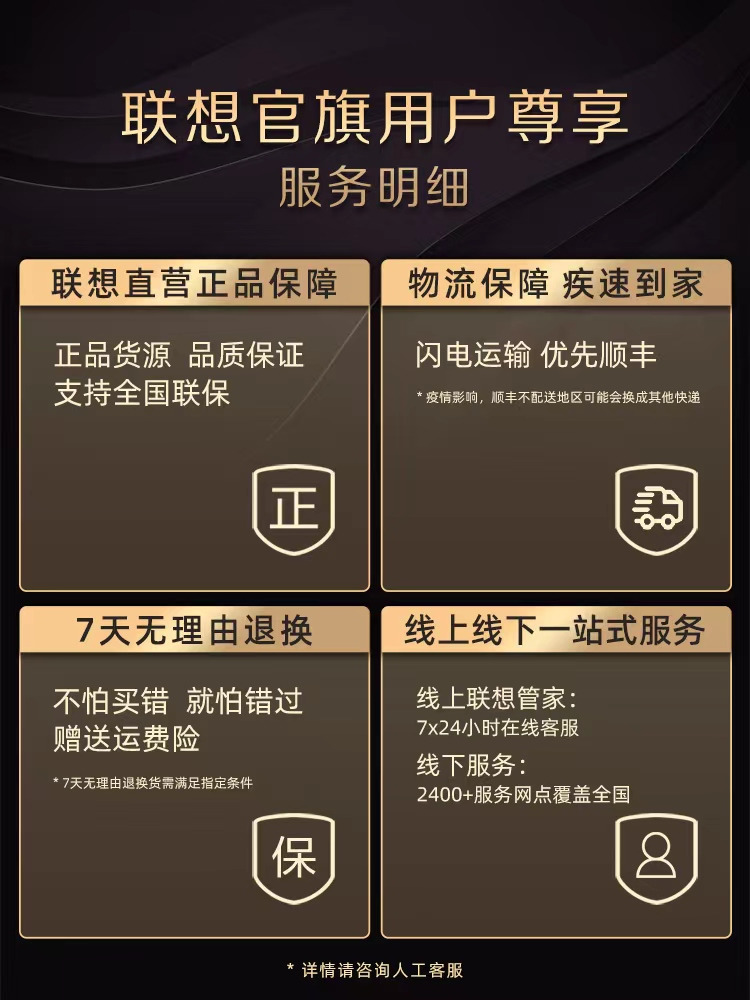 联想官旗用户尊享
服务明细
联想直营正品保障
正品货源 品质保证
支持全国联保
正
物流保障 疾速到家
闪电运输 优先顺丰
* 疫情影响，顺丰不配送地区可能会换成其他快递
7天无理由退换
不怕买错 就怕错过
赠送运费险
* 7天无理由退换货需满足指定条件
保
线上线下一站式服务
线上联想管家：
7x24小时在线客服
线下服务：
2400+服务网点覆盖全国
* 详情请咨询人工客服